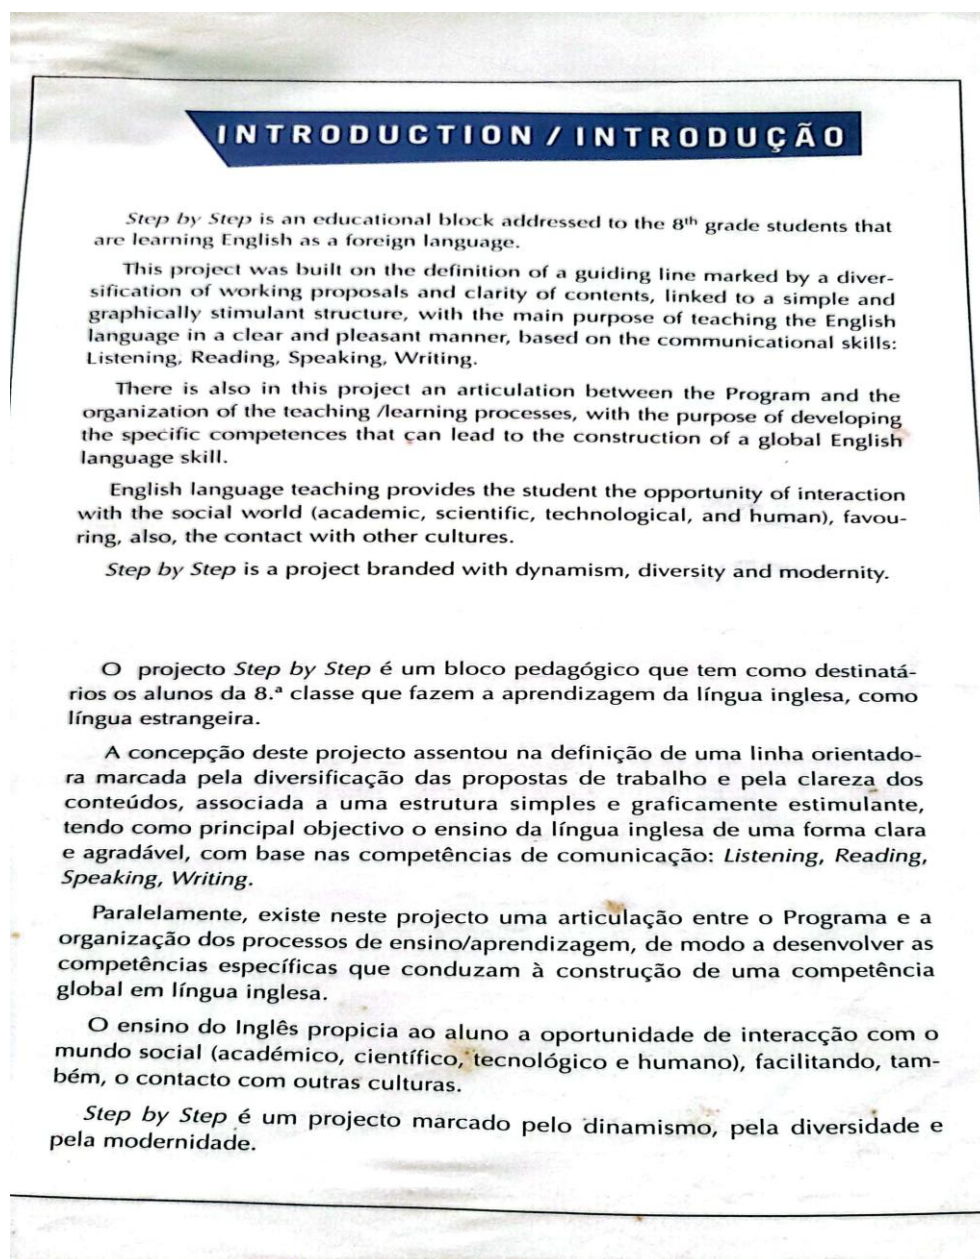 INTRODUCTION / INTRODUÇÃO
Step by Step is an educational block addressed to the 8th grade students that
are learning English as a foreign language.
This project was built on the definition of a guiding line marked by a diver-
sification of working proposals and clarity of contents, linked to a simple and
graphically stimulant structure, with the main purpose of teaching the English
language in a clear and pleasant manner, based on the communicational skills:
Listening, Reading, Speaking, Writing.
There is also in this project an articulation between the Program and the
organization of the teaching /learning processes, with the purpose of developing
the specific competences that can lead to the construction of a global English
language skill.
English language teaching provides the student the opportunity of interaction
with the social world (academic, scientific, technological, and human), favou-
ring, also, the contact with other cultures.
Step by Step is a project branded with dynamism, diversity and modernity.
O projecto Step by Step é um bloco pedagógico que tem como destinatá-
rios os alunos da 8.ª classe que fazem a aprendizagem da língua inglesa, como
língua estrangeira.
A concepção deste projecto assentou na definição de uma linha orientado-
ra marcada pela diversificação das propostas de trabalho e pela clareza dos
conteúdos, associada a uma estrutura simples e graficamente estimulante,
tendo como principal objectivo o ensino da língua inglesa de uma forma clara
e agradável, com base nas competências de comunicação: Listening, Reading,
Speaking, Writing.
Paralelamente, existe neste projecto uma articulação entre o Programa e a
organização dos processos de ensino/aprendizagem, de modo a desenvolver as
competências específicas que conduzam à construção de uma competência
global em língua inglesa.
O ensino do Inglês propicia ao aluno a oportunidade de interacção com o
mundo social (académico, científico, tecnológico e humano), facilitando, tam-
bém, o contacto com outras culturas.
Step by Step é um projecto marcado pelo dinamismo, pela diversidade e
pela modernidade.